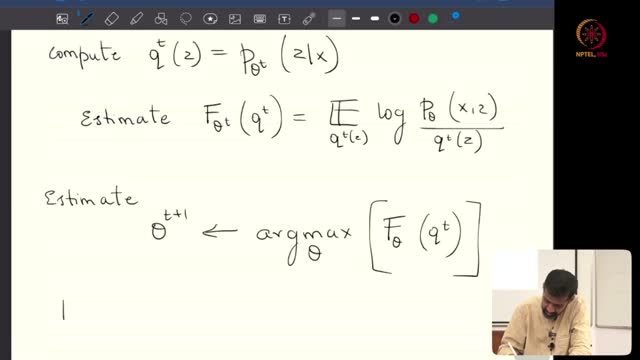 compute q^t(z) = p_{θ^t}(z|x)
Estimate F_{θ^t}(q^t) = 𝔼_{q^t(z)} log p_θ(x,z)/q^t(z)
Estimate
θ^{t+1} ← argmax_θ [F_θ(q^t)]
NPTEL